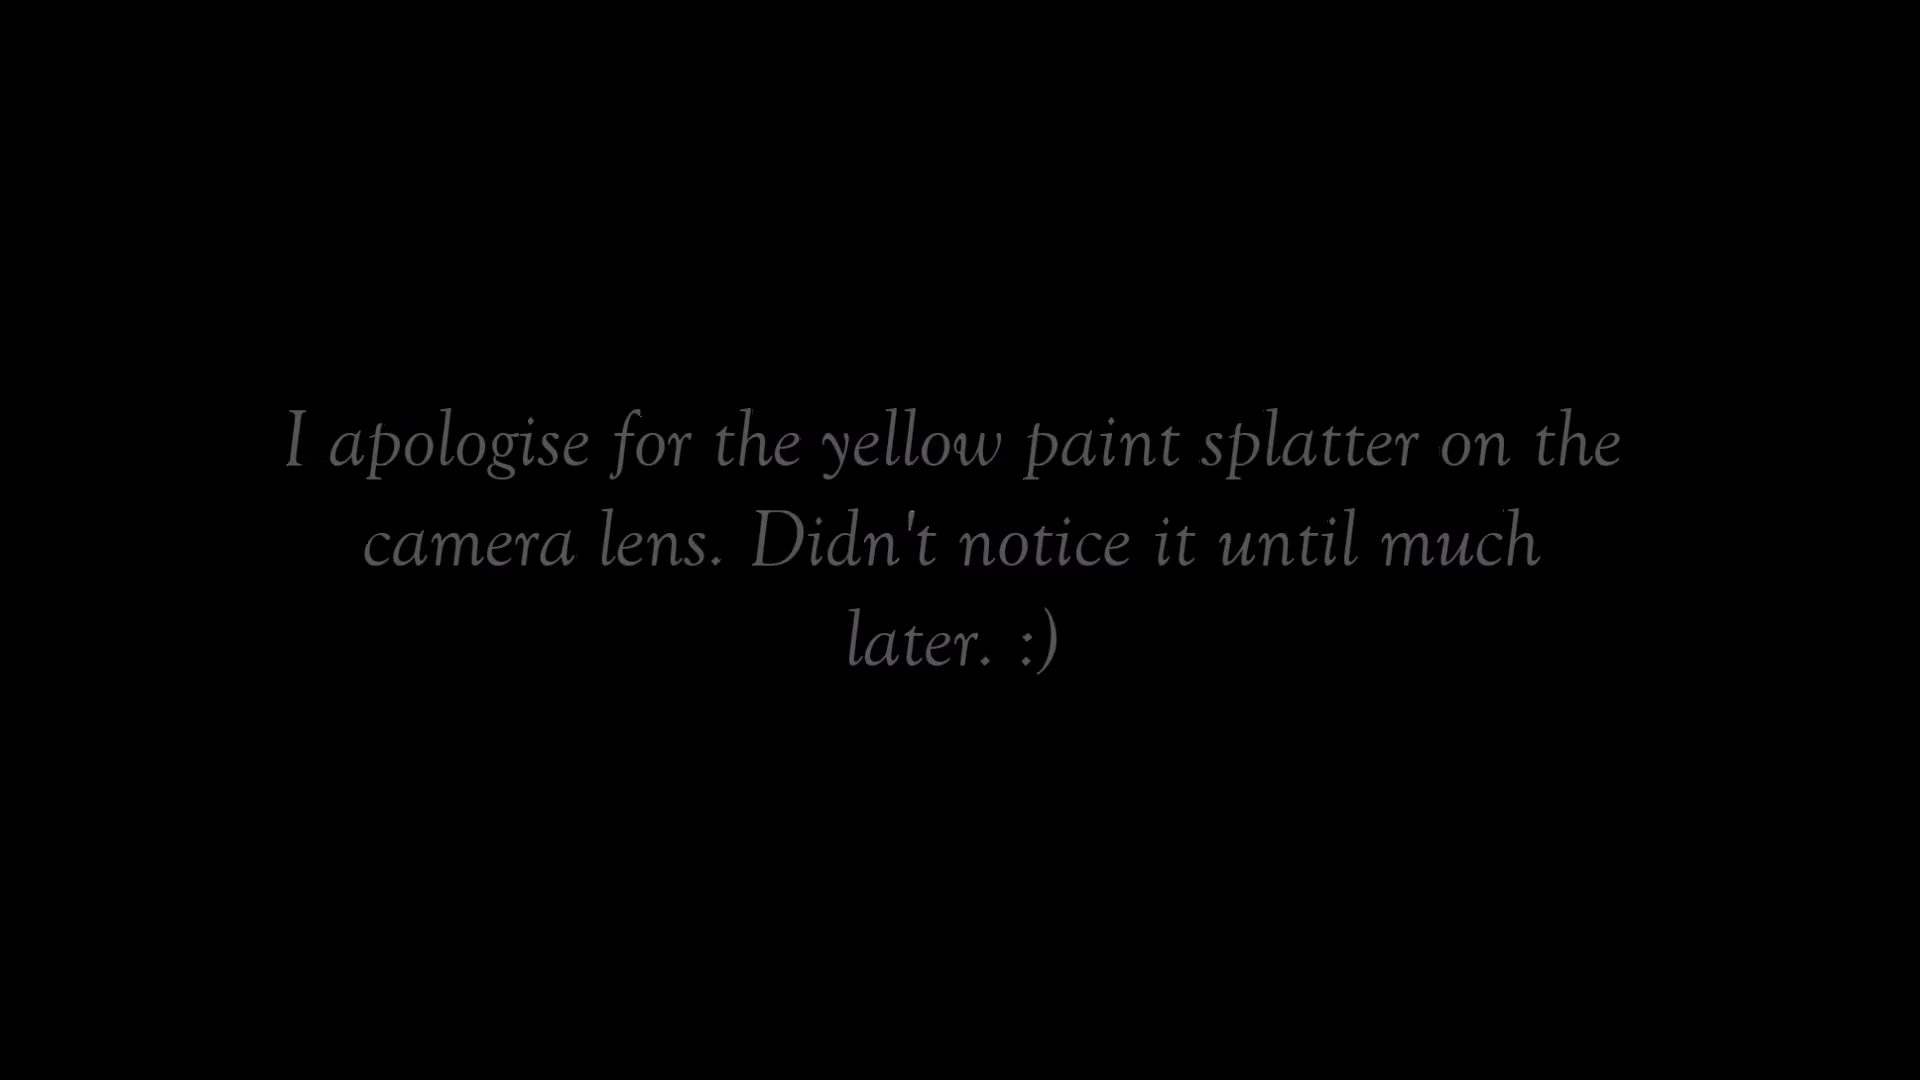 I apologise for the yellow paint splatter on the
camera lens. Didn't notice it until much
later. :)